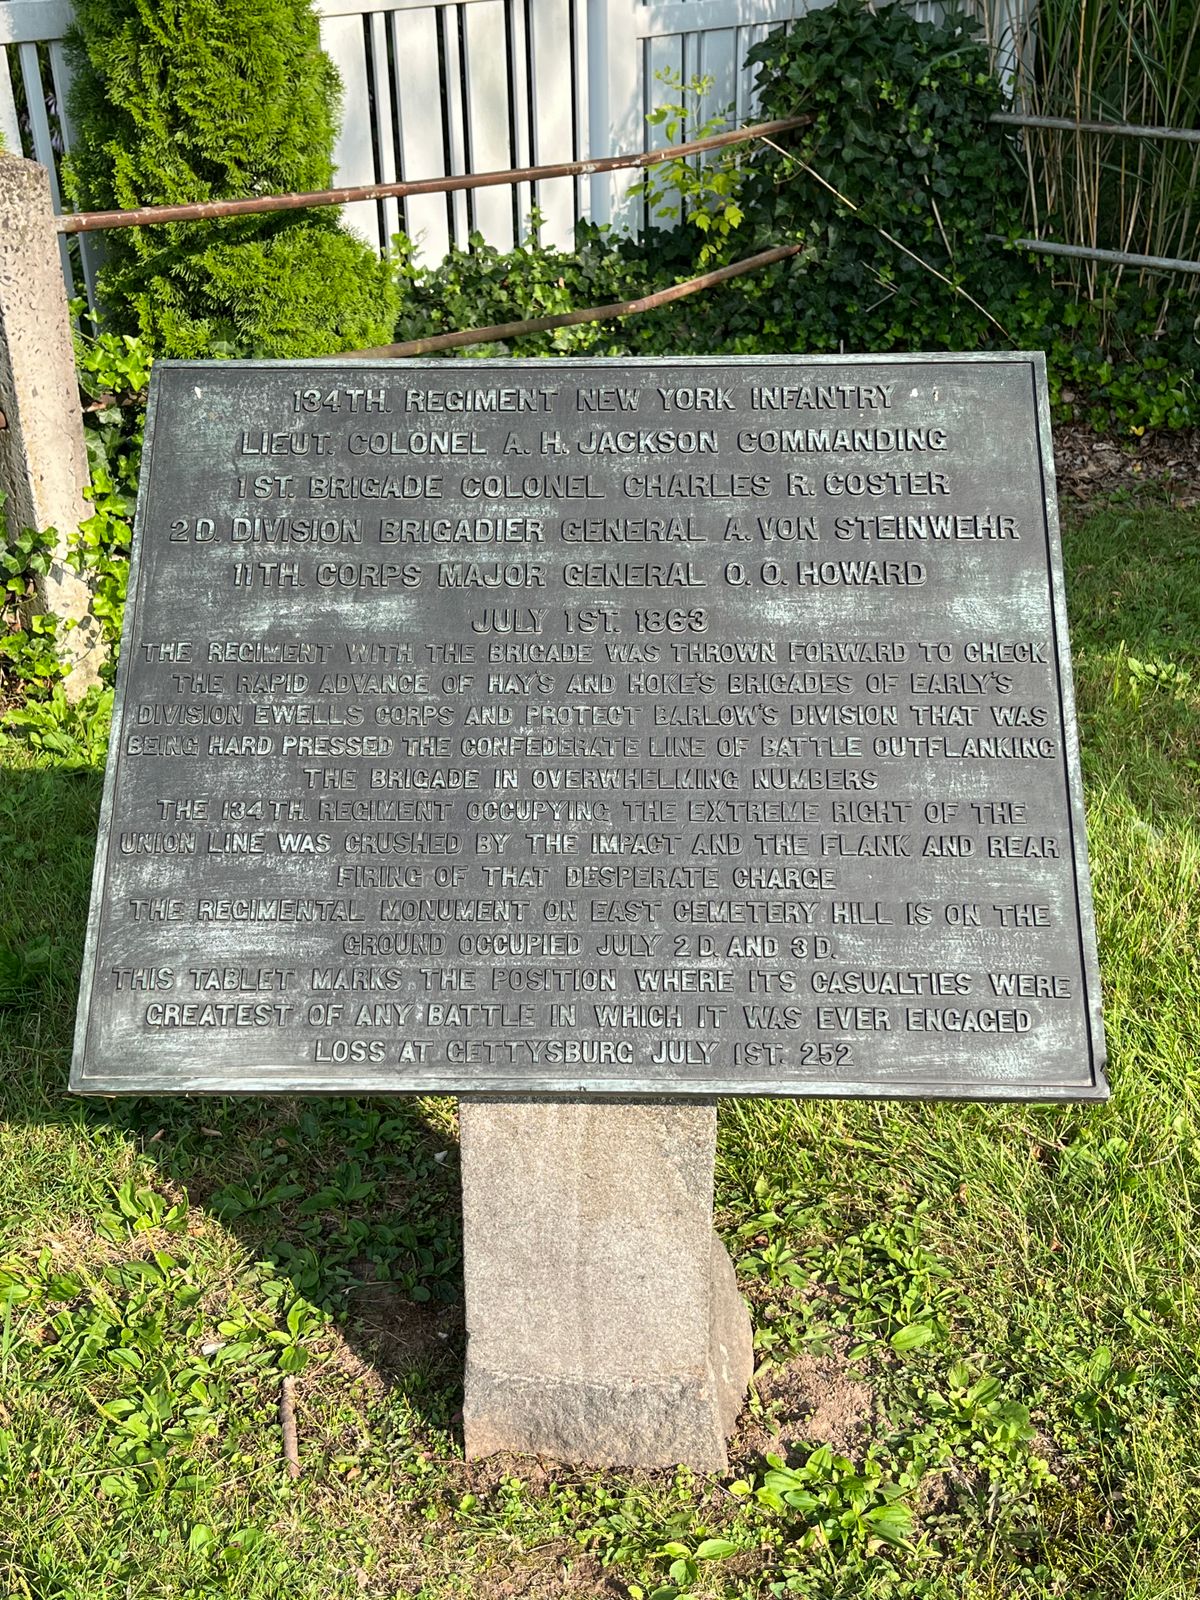 134TH. REGIMENT NEW YORK INFANTRY
LIEUT. COLONEL A. H. JACKSON COMMANDING
1ST. BRIGADE COLONEL CHARLES R. COSTER
2D. DIVISION BRIGADIER GENERAL A. VON STEINWEHR
11TH. CORPS MAJOR GENERAL O. O. HOWARD
JULY 1ST. 1863
THE REGIMENT WITH THE BRIGADE WAS THROWN FORWARD TO CHECK
THE RAPID ADVANCE OF HAY'S AND HOKE'S BRIGADES OF EARLY'S
DIVISION EWELLS CORPS AND PROTECT BARLOW'S DIVISION THAT WAS
BEING HARD PRESSED THE CONFEDERATE LINE OF BATTLE OUTFLANKING
THE BRIGADE IN OVERWHELMING NUMBERS
THE 134TH. REGIMENT OCCUPYING THE EXTREME RIGHT OF THE
UNION LINE WAS CRUSHED BY THE IMPACT AND THE FLANK AND REAR
FIRING OF THAT DESPERATE CHARGE
THE REGIMENTAL MONUMENT ON EAST CEMETERY HILL IS ON THE
GROUND OCCUPIED JULY 2D. AND 3D.
THIS TABLET MARKS THE POSITION WHERE ITS CASUALTIES WERE
GREATEST OF ANY BATTLE IN WHICH IT WAS EVER ENGAGED
LOSS AT GETTYSBURG JULY 1ST. 252